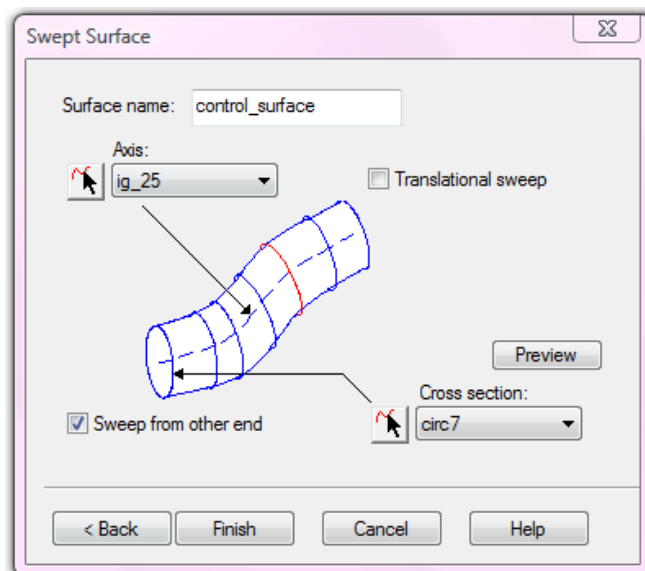 Swept Surface
Surface name: control_surface
Axis:
ig_25
Translational sweep
Preview
Cross section:
Sweep from other end
circ7
< Back Finish Cancel Help